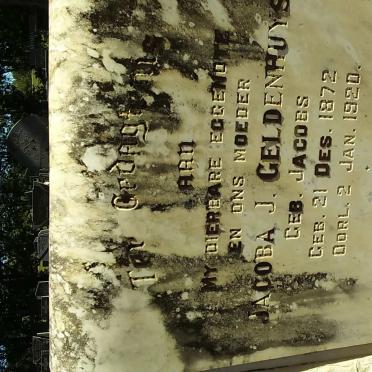 Ter Gedagtenis
AAN
MY DIERBARE EGGENOTE
EN ONS MOEDER
JACOBA J. GELDENHUYS
GEB JACOBS
GEB. 21 DES. 1872
OORL. 2 JAN. 1920.